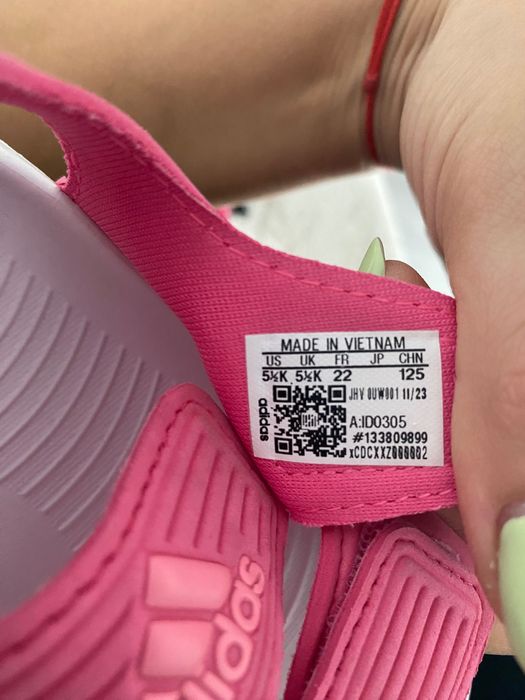 MADE IN VIETNAM
US UK FR JP CHN
5½K 5½K 22 125
JHV 0UW001 11/23
adidas
A:ID0305
#133809899
xCDCXXZ000002
adidas